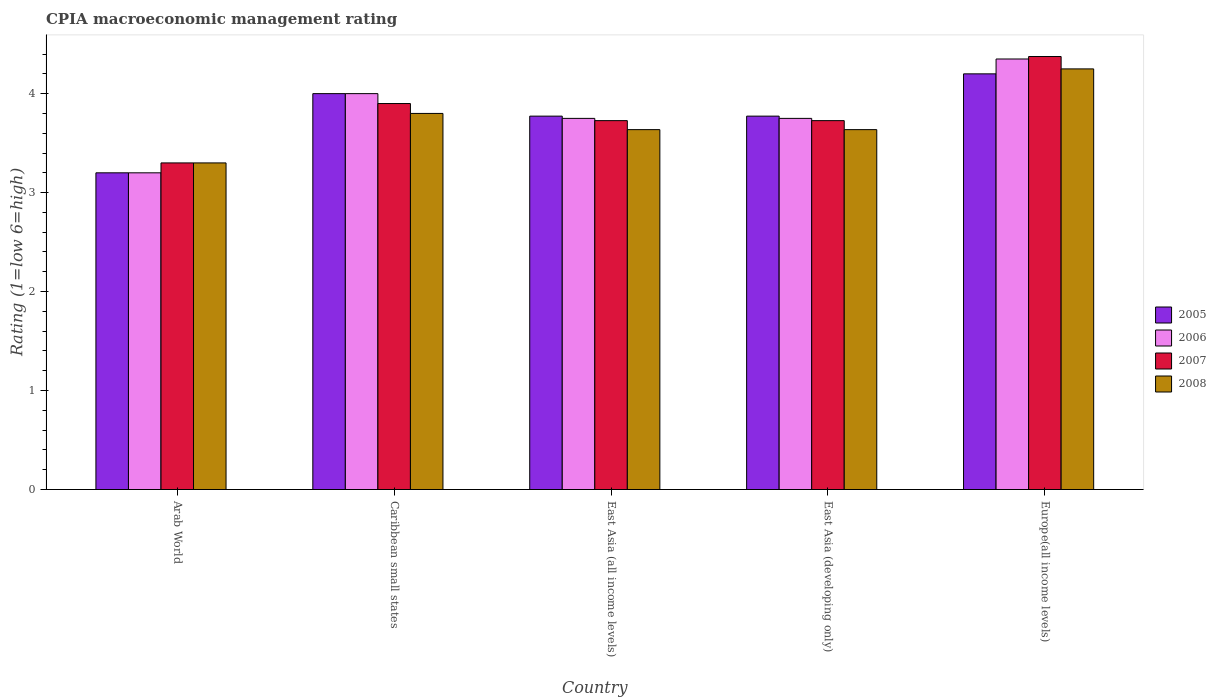 CPIA macroeconomic management rating
Rating (1=low 6=high)
4
3
2
1
0
Arab World
Caribbean small states
East Asia (all income levels)
East Asia (developing only)
Europe(all income levels)
Country
2005
2006
2007
2008